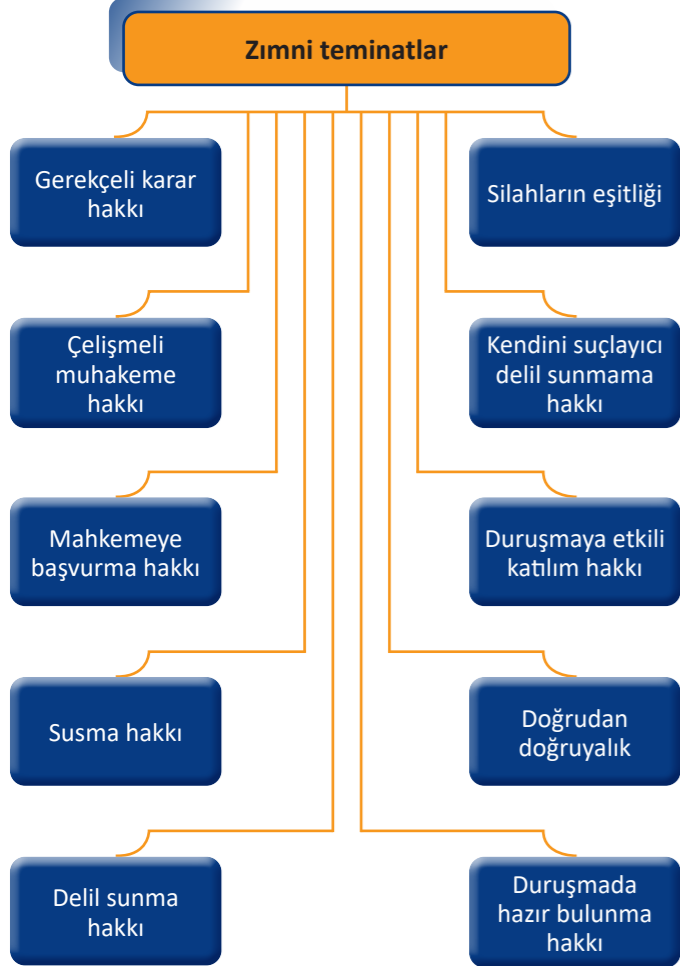 Zımni teminatlar
Gerekçeli karar
hakkı
Silahların eşitliği
Çelişmeli
muhakeme
hakkı
Kendini suçlayıcı
delil sunmama
hakkı
Mahkemeye
başvurma hakkı
Duruşmaya etkili
katılım hakkı
Susma hakkı
Doğrudan
doğruyalık
Delil sunma
hakkı
Duruşmada
hazır bulunma
hakkı